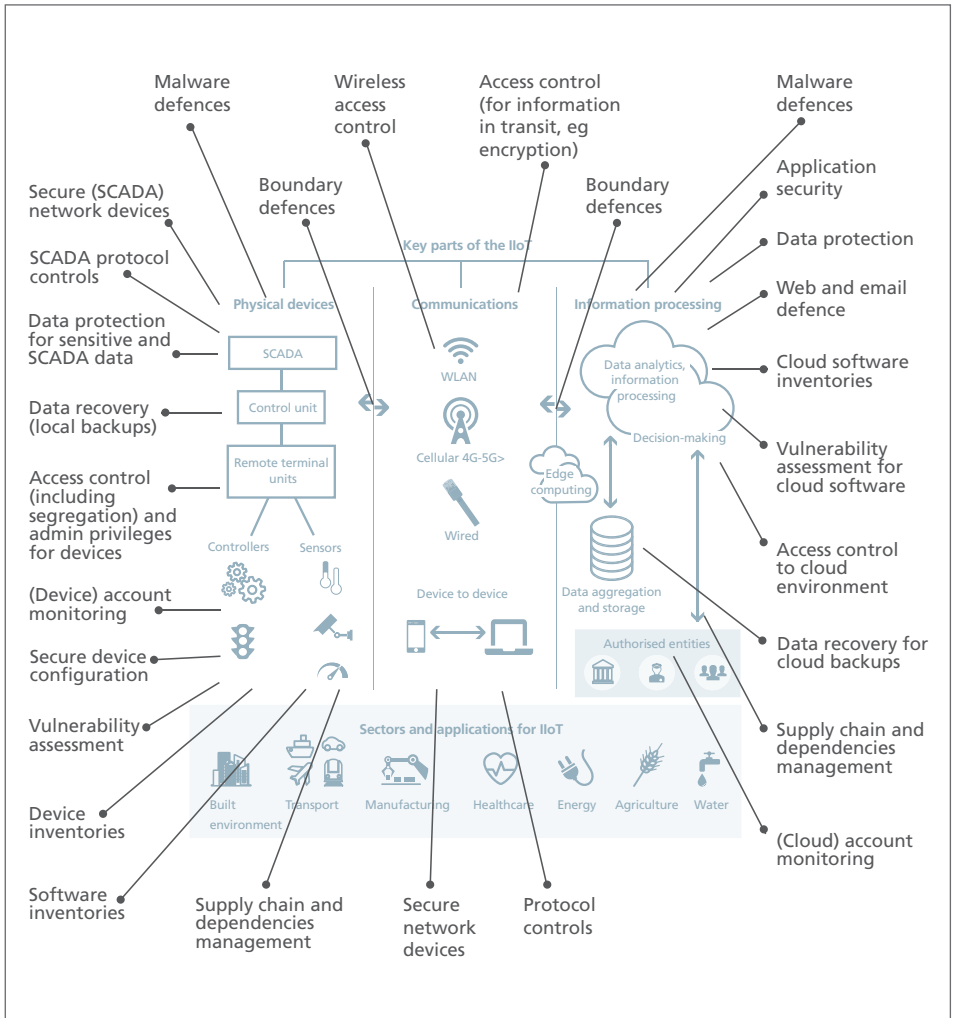 Malware
defences
Wireless
access
control
Access control
(for information
in transit, eg
encryption)
Malware
defences
Secure (SCADA)
network devices
Boundary
defences
Boundary
defences
Application
security
SCADA protocol
controls
Data protection
Web and email
defence
Data protection
for sensitive and
SCADA data
Cloud software
inventories
Data recovery
(local backups)
Vulnerability
assessment for
cloud software
Access control
(including
segregation) and
admin privileges
for devices
Access control
to cloud
environment
(Device) account
monitoring
Data recovery for
cloud backups
Secure device
configuration
Vulnerability
assessment
Supply chain and
dependencies
management
Device
inventories
(Cloud) account
monitoring
Software
inventories
Supply chain and
dependencies
management
Secure
network
devices
Protocol
controls
Key parts of the IIoT
Physical devices
Communications
Information processing
SCADA
Control unit
Remote terminal
units
Controllers
Sensors
WLAN
Cellular 4G-5G>
Wired
Device to device
Data analytics,
information
processing
Decision-making
Edge
computing
Data aggregation
and storage
Authorised entities
Sectors and applications for IIoT
Built
environment
Transport
Manufacturing
Healthcare
Energy
Agriculture
Water